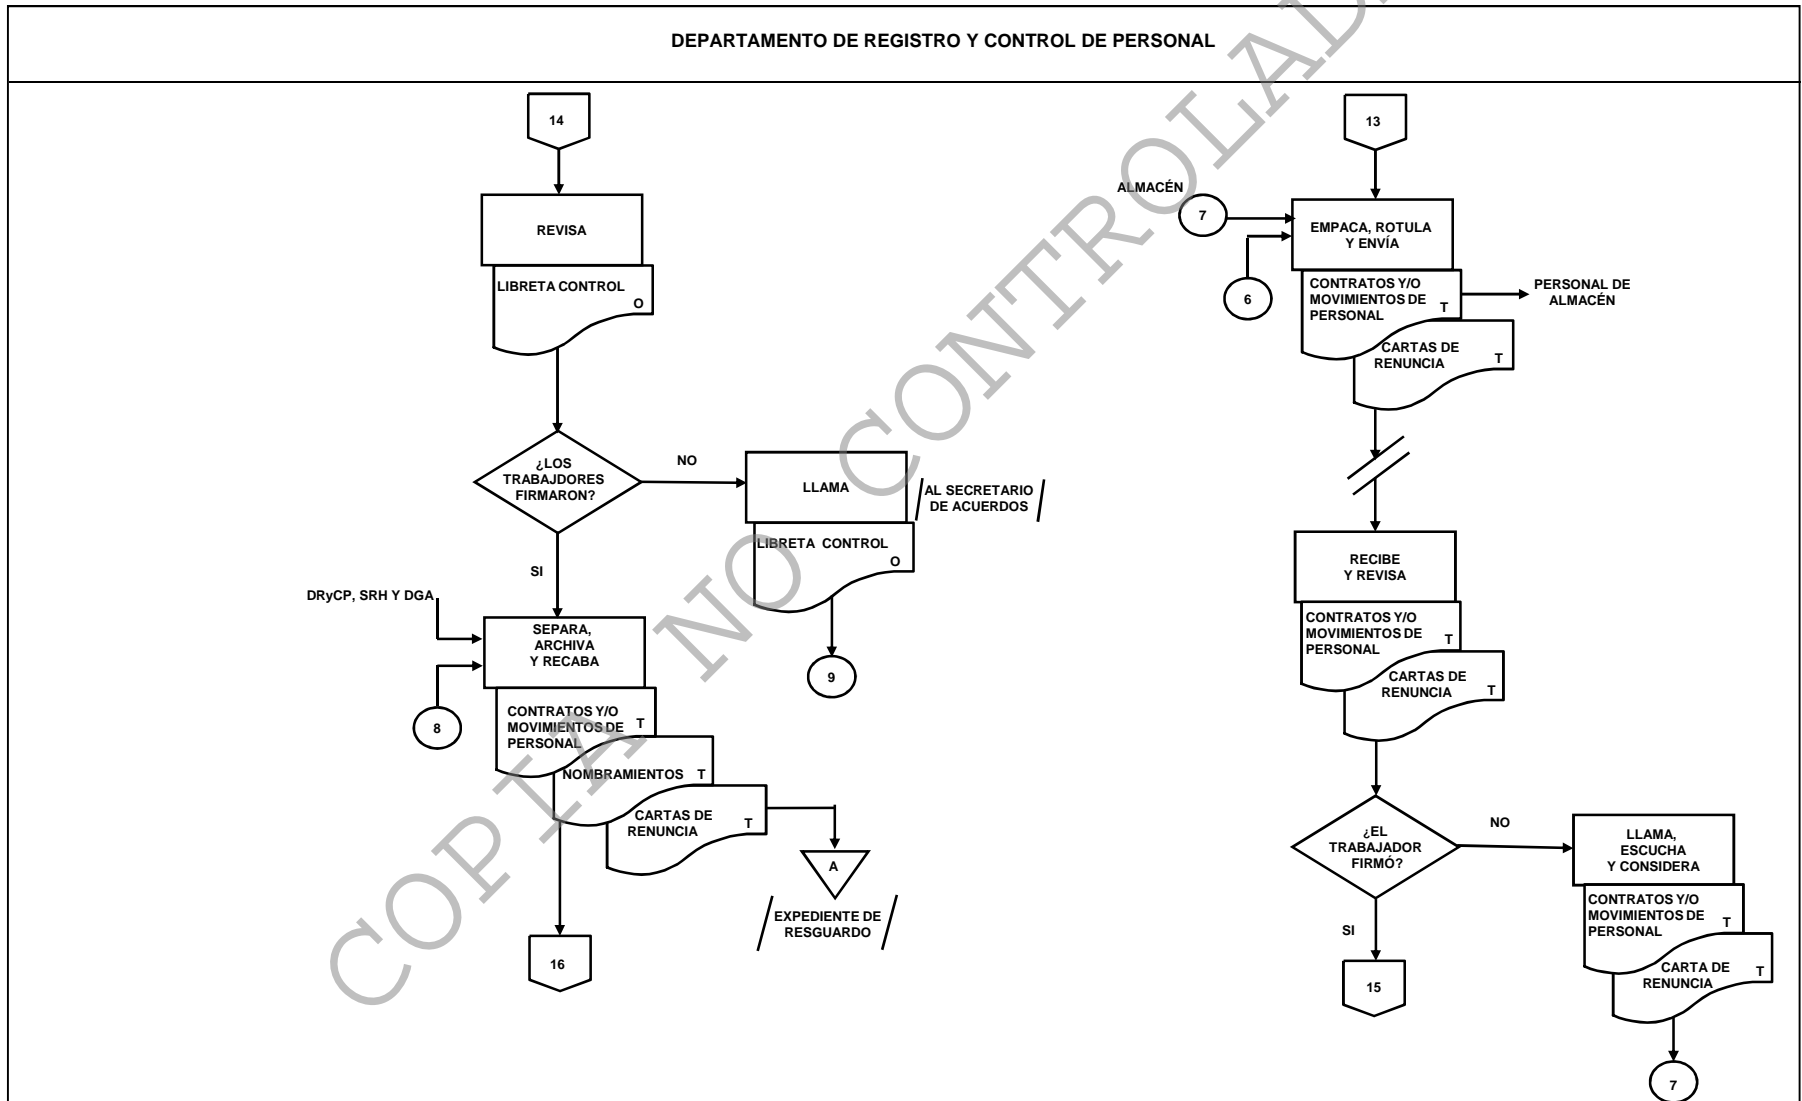 DEPARTAMENTO DE REGISTRO Y CONTROL DE PERSONAL
14
REVISA
LIBRETA CONTROL
O
¿LOS
TRABAJDORES
FIRMARON?
NO
LLAMA
AL SECRETARIO
DE ACUERDOS
LIBRETA CONTROL
O
9
SI
DRyCP, SRH Y DGA
8
SEPARA,
ARCHIVA
Y RECABA
CONTRATOS Y/O
MOVIMIENTOS DE
PERSONAL
T
NOMBRAMIENTOS T
CARTAS DE
RENUNCIA
T
A
EXPEDIENTE DE
RESGUARDO
16
13
ALMACÉN
7
6
EMPACA, ROTULA
Y ENVÍA
CONTRATOS Y/O
MOVIMIENTOS DE
PERSONAL
T
PERSONAL DE
ALMACÉN
CARTAS DE
RENUNCIA
T
RECIBE
Y REVISA
CONTRATOS Y/O
MOVIMIENTOS DE
PERSONAL
T
CARTAS DE
RENUNCIA
T
¿EL
TRABAJADOR
FIRMÓ?
NO
LLAMA,
ESCUCHA
Y CONSIDERA
CONTRATOS Y/O
MOVIMIENTOS DE
PERSONAL
T
CARTA DE
RENUNCIA
T
7
SI
15
COPIA NO CONTROLAD